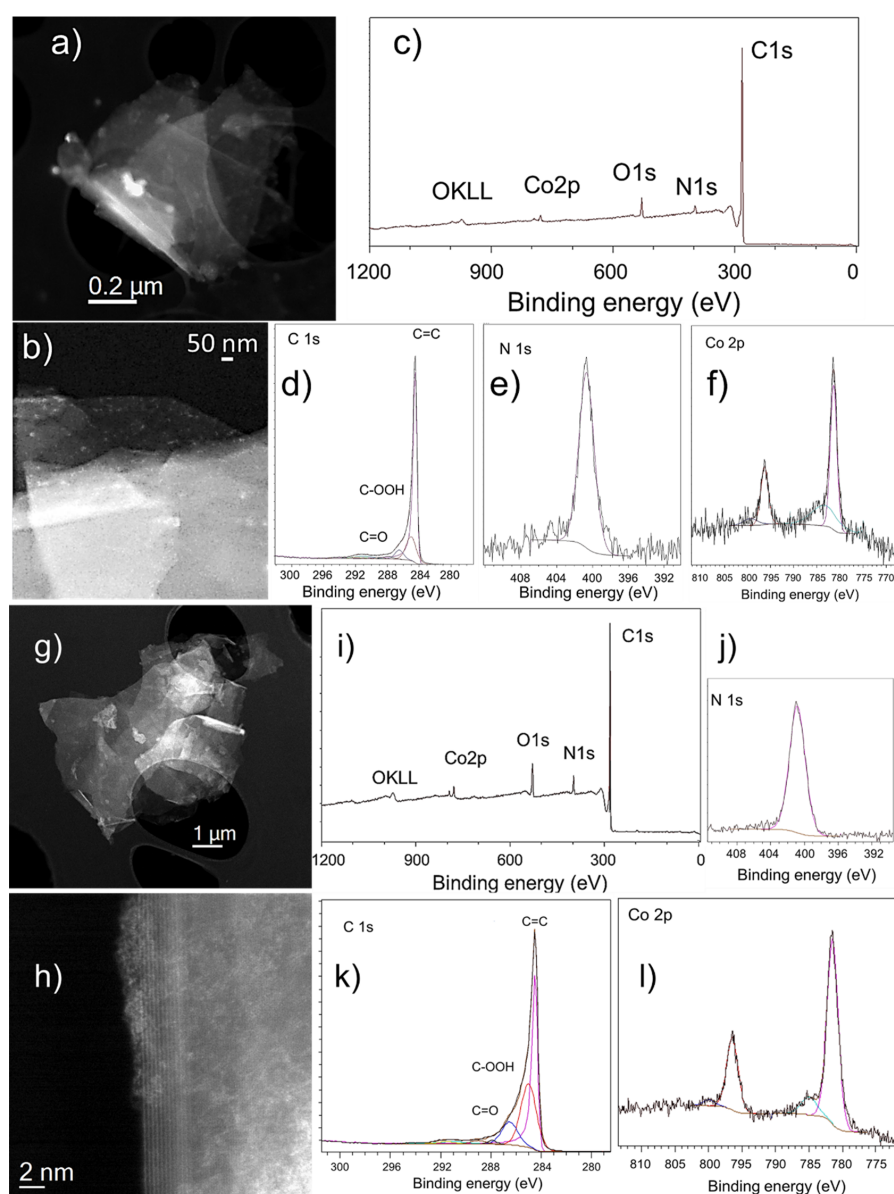 a)
0.2 µm
c)
C1s
OKLL
Co2p
O1s
N1s
1200
900
600
300
0
Binding energy (eV)
b)
50 nm
C 1s
C=C
d)
C-OOH
C=O
300
296
292
288
284
280
Binding energy (eV)
N 1s
e)
408
404
400
396
392
390
Binding energy (eV)
Co 2p
f)
810
805
800
795
790
785
780
775
770
Binding energy (eV)
g)
1 µm
i)
C1s
OKLL
Co2p
O1s
N1s
1200
900
600
300
0
Binding energy (eV)
j)
N 1s
408
404
400
396
392
390
Binding energy (eV)
h)
2 nm
C 1s
C=C
k)
C-OOH
C=O
300
296
292
288
284
280
Binding energy (eV)
Co 2p
l)
810
805
800
795
790
785
780
775
Binding energy (eV)